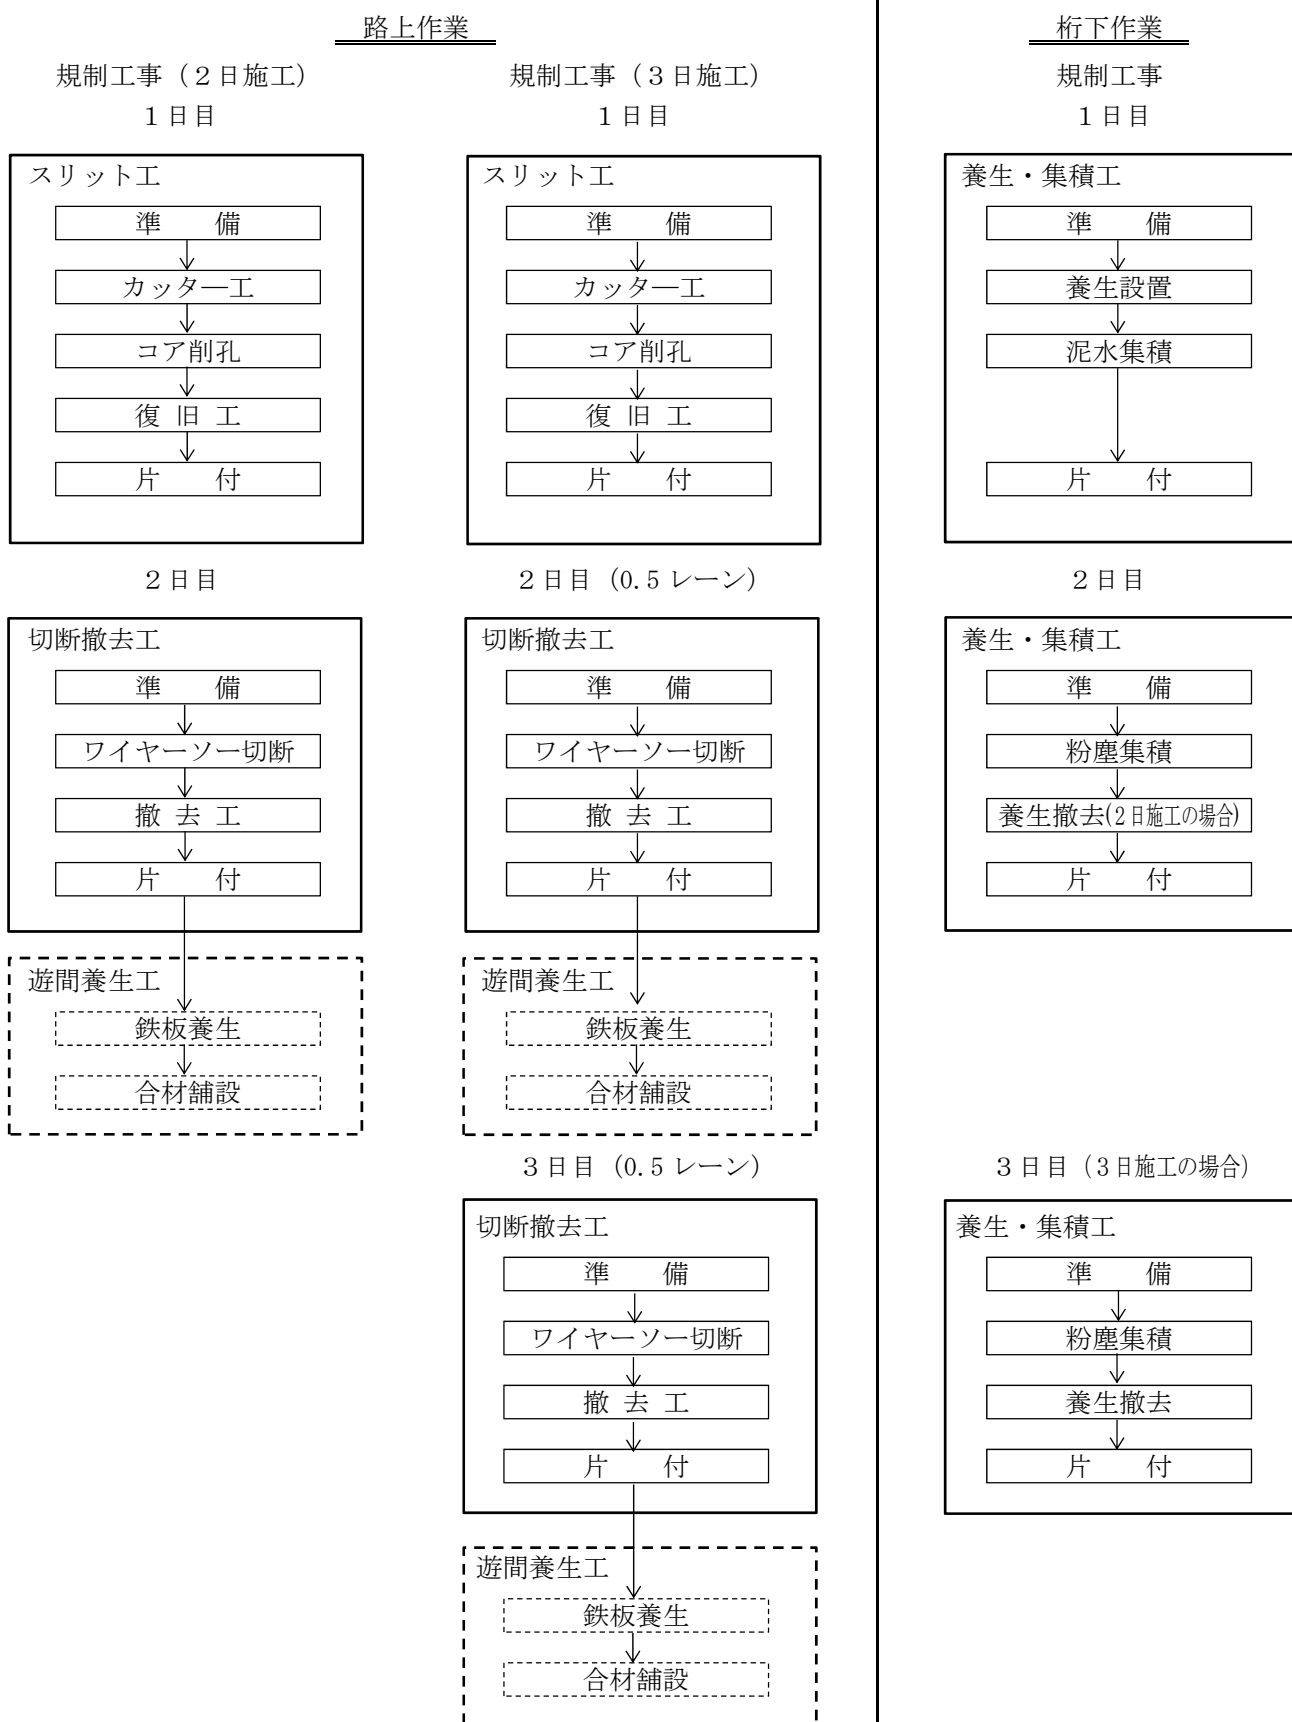 路上作業
規制工事（２日施工）
１日目
スリット工
準　　備
カッタ―工
コア削孔
復 旧 工
片　　付
２日目
切断撤去工
準　　備
ワイヤーソー切断
撤 去 工
片　　付
遊間養生工
鉄板養生
合材舗設
規制工事（３日施工）
１日目
スリット工
準　　備
カッタ―工
コア削孔
復 旧 工
片　　付
２日目（0.5 レーン）
切断撤去工
準　　備
ワイヤーソー切断
撤 去 工
片　　付
遊間養生工
鉄板養生
合材舗設
３日目（0.5 レーン）
切断撤去工
準　　備
ワイヤーソー切断
撤 去 工
片　　付
遊間養生工
鉄板養生
合材舗設
桁下作業
規制工事
１日目
養生・集積工
準　　備
養生設置
泥水集積
片　　付
２日目
養生・集積工
準　　備
粉塵集積
養生撤去(２日施工の場合)
片　　付
３日目（３日施工の場合）
養生・集積工
準　　備
粉塵集積
養生撤去
片　　付